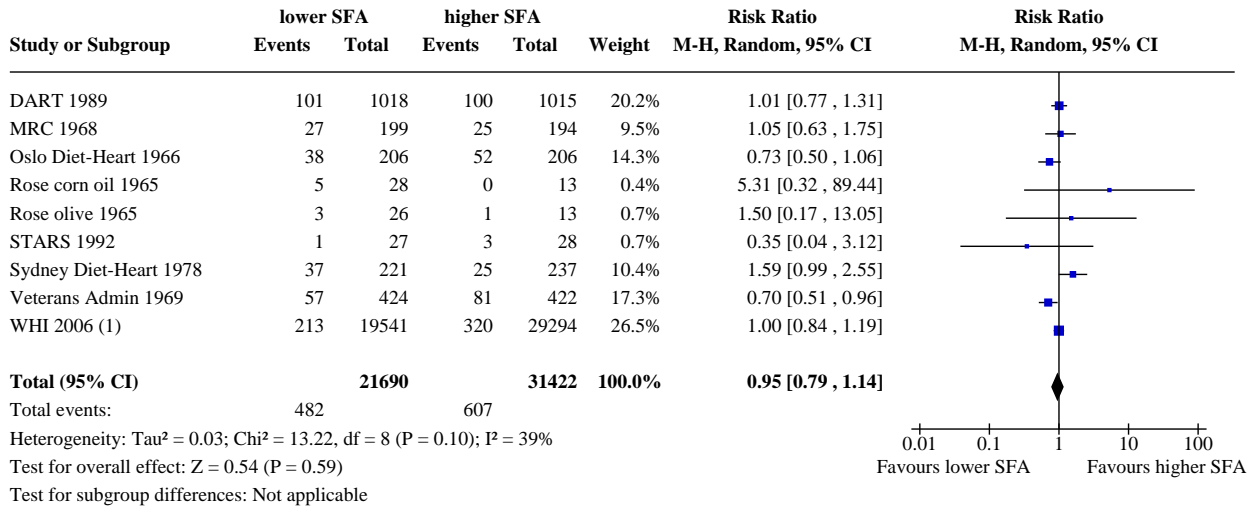 lower SFA higher SFA Risk Ratio Risk Ratio
Study or Subgroup Events Total Events Total Weight M-H, Random, 95% CI M-H, Random, 95% CI
DART 1989 101 1018 100 1015 20.2% 1.01 [0.77 , 1.31]
MRC 1968 27 199 25 194 9.5% 1.05 [0.63 , 1.75]
Oslo Diet-Heart 1966 38 206 52 206 14.3% 0.73 [0.50 , 1.06]
Rose corn oil 1965 5 28 0 13 0.4% 5.31 [0.32 , 89.44]
Rose olive 1965 3 26 1 13 0.7% 1.50 [0.17 , 13.05]
STARS 1992 1 27 3 28 0.7% 0.35 [0.04 , 3.12]
Sydney Diet-Heart 1978 37 221 25 237 10.4% 1.59 [0.99 , 2.55]
Veterans Admin 1969 57 424 81 422 17.3% 0.70 [0.51 , 0.96]
WHI 2006 (1) 213 19541 320 29294 26.5% 1.00 [0.84 , 1.19]
Total (95% CI) 21690 31422 100.0% 0.95 [0.79 , 1.14]
Total events: 482 607
Heterogeneity: Tau² = 0.03; Chi² = 13.22, df = 8 (P = 0.10); I² = 39%
Test for overall effect: Z = 0.54 (P = 0.59)
Test for subgroup differences: Not applicable
0.01 0.1 1 10 100
Favours lower SFA Favours higher SFA